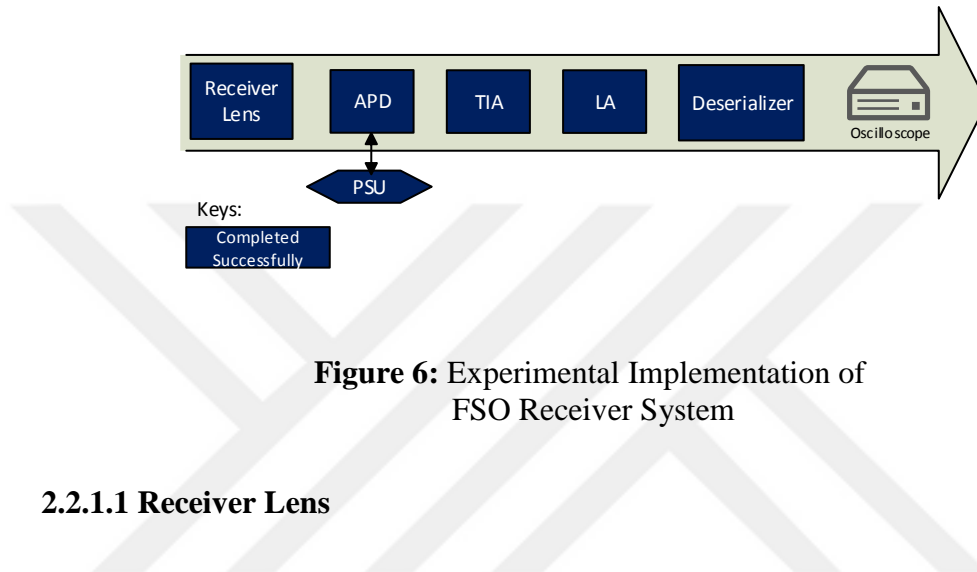 Receiver
Lens
APD
TIA
LA
Deserializer
Oscilloscope
PSU
Keys:
Completed
Successfully
Figure 6: Experimental Implementation of
FSO Receiver System
2.2.1.1 Receiver Lens